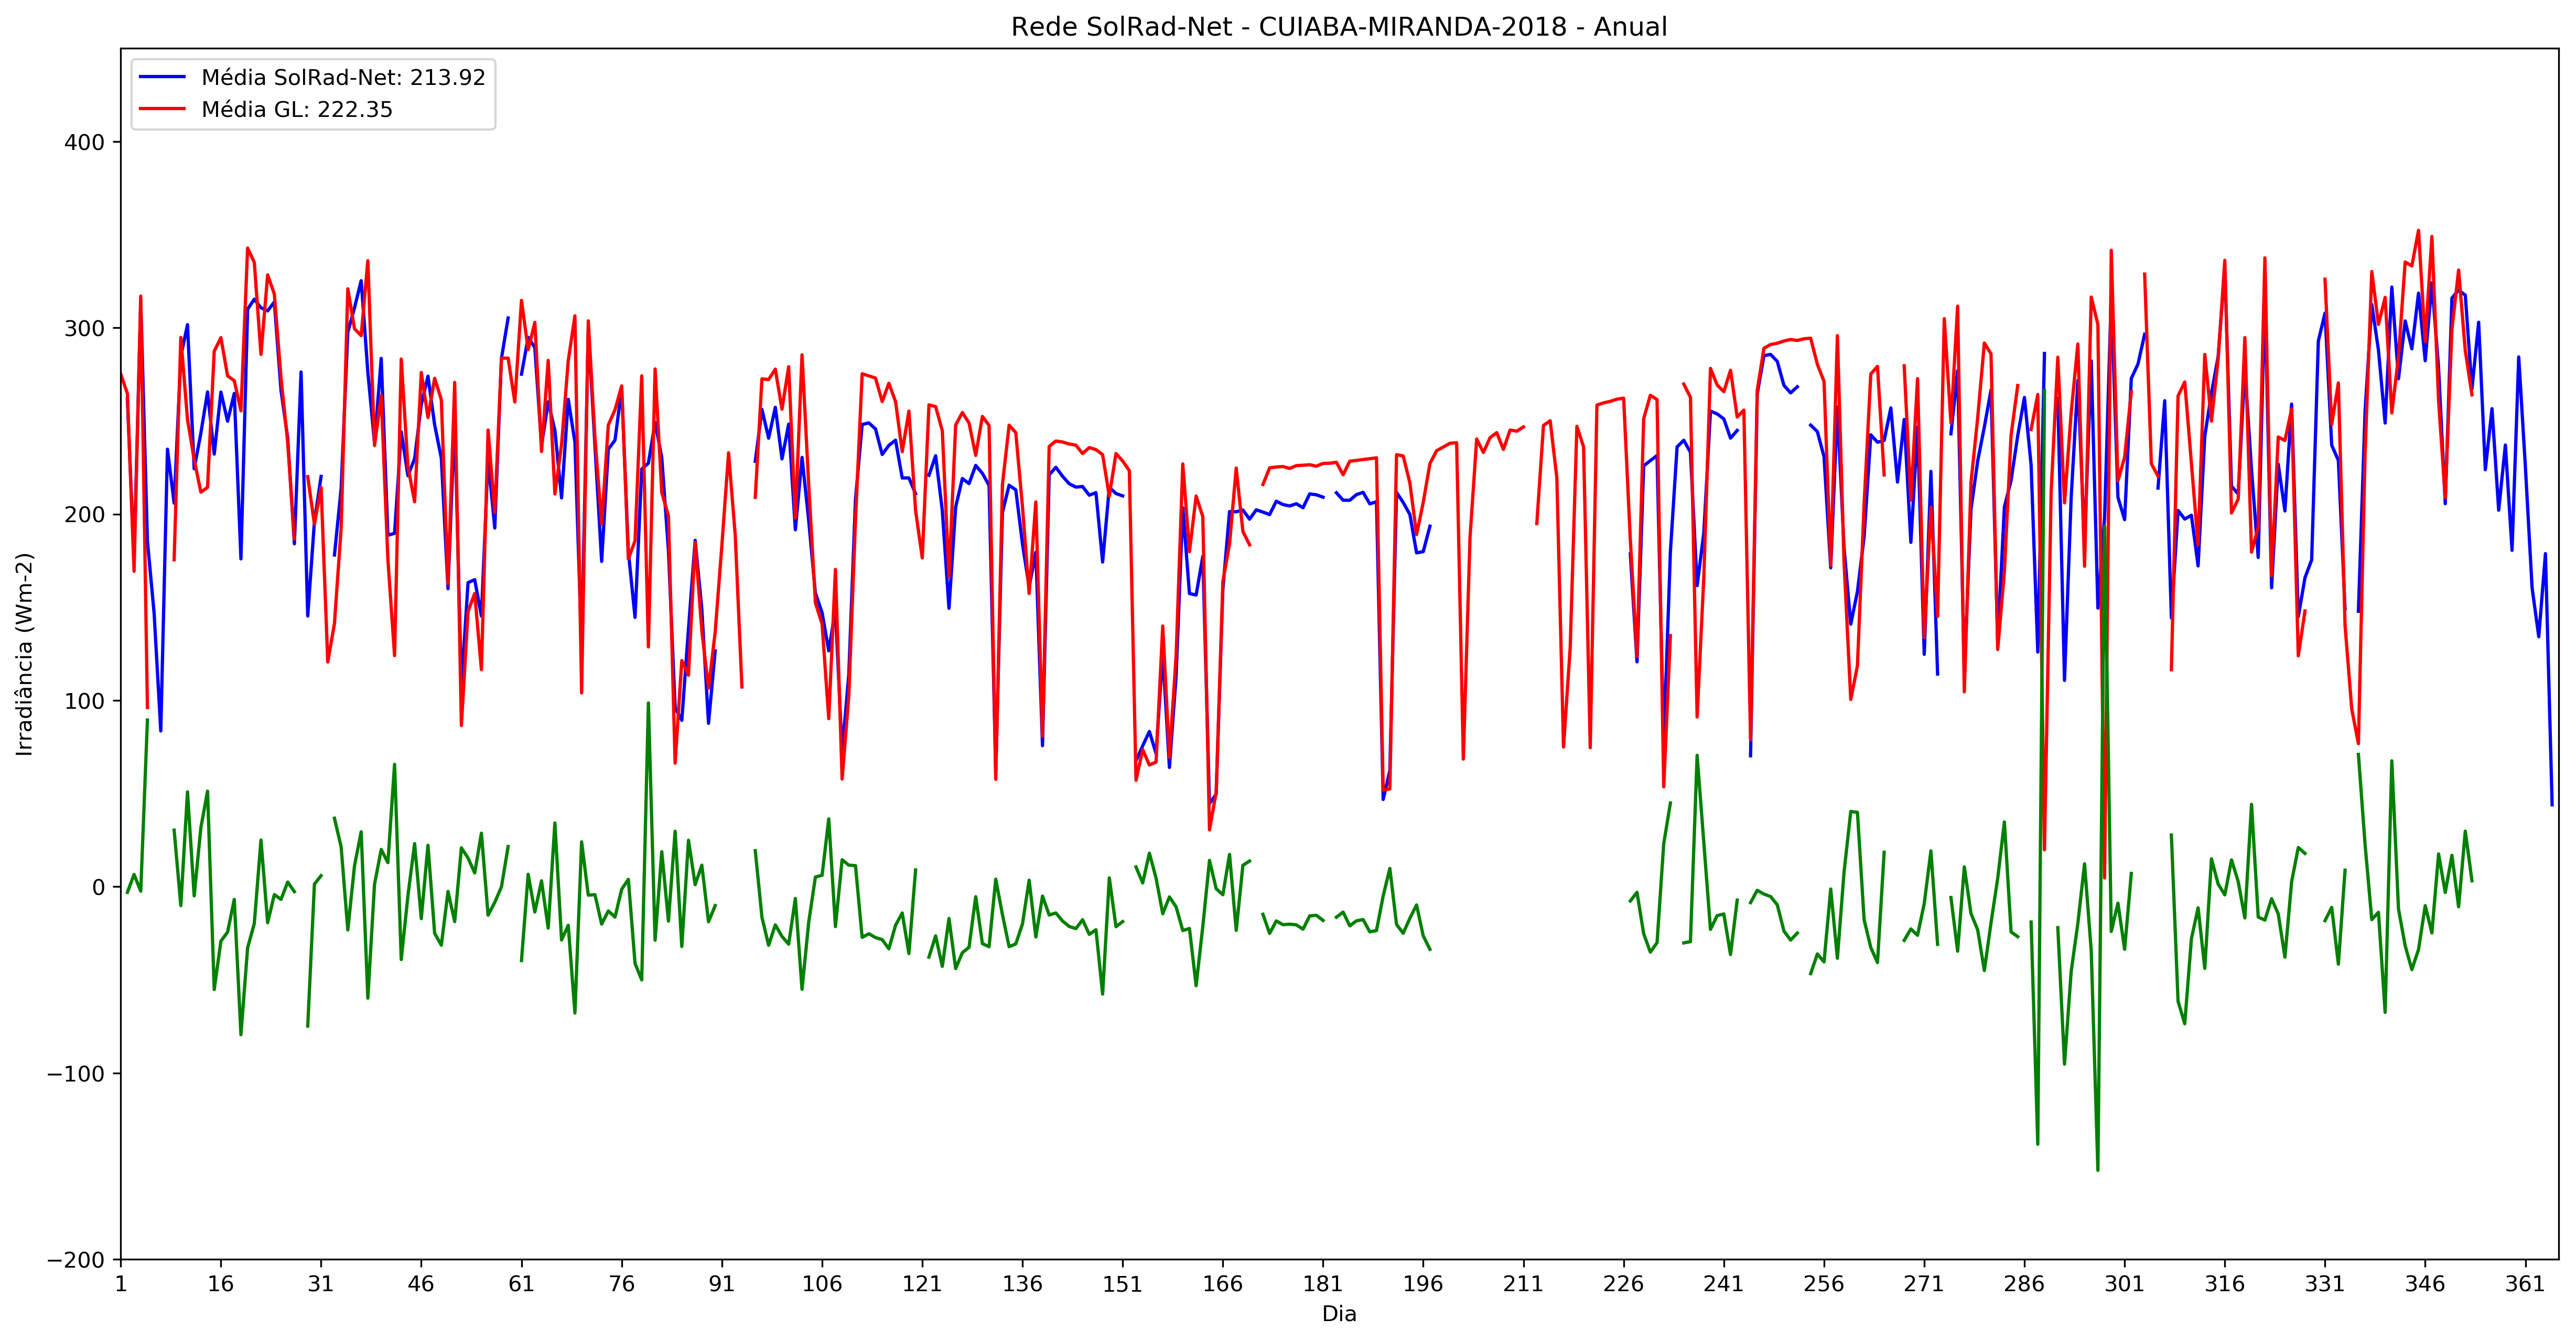 Rede SolRad-Net - CUIABA-MIRANDA-2018 - Anual
Média SolRad-Net: 213.92
Média GL: 222.35
400
300
200
100
0
−100
−200
Irradiância (Wm-2)
1 16 31 46 61 76 91 106 121 136 151 166 181 196 211 226 241 256 271 286 301 316 331 346 361
Dia